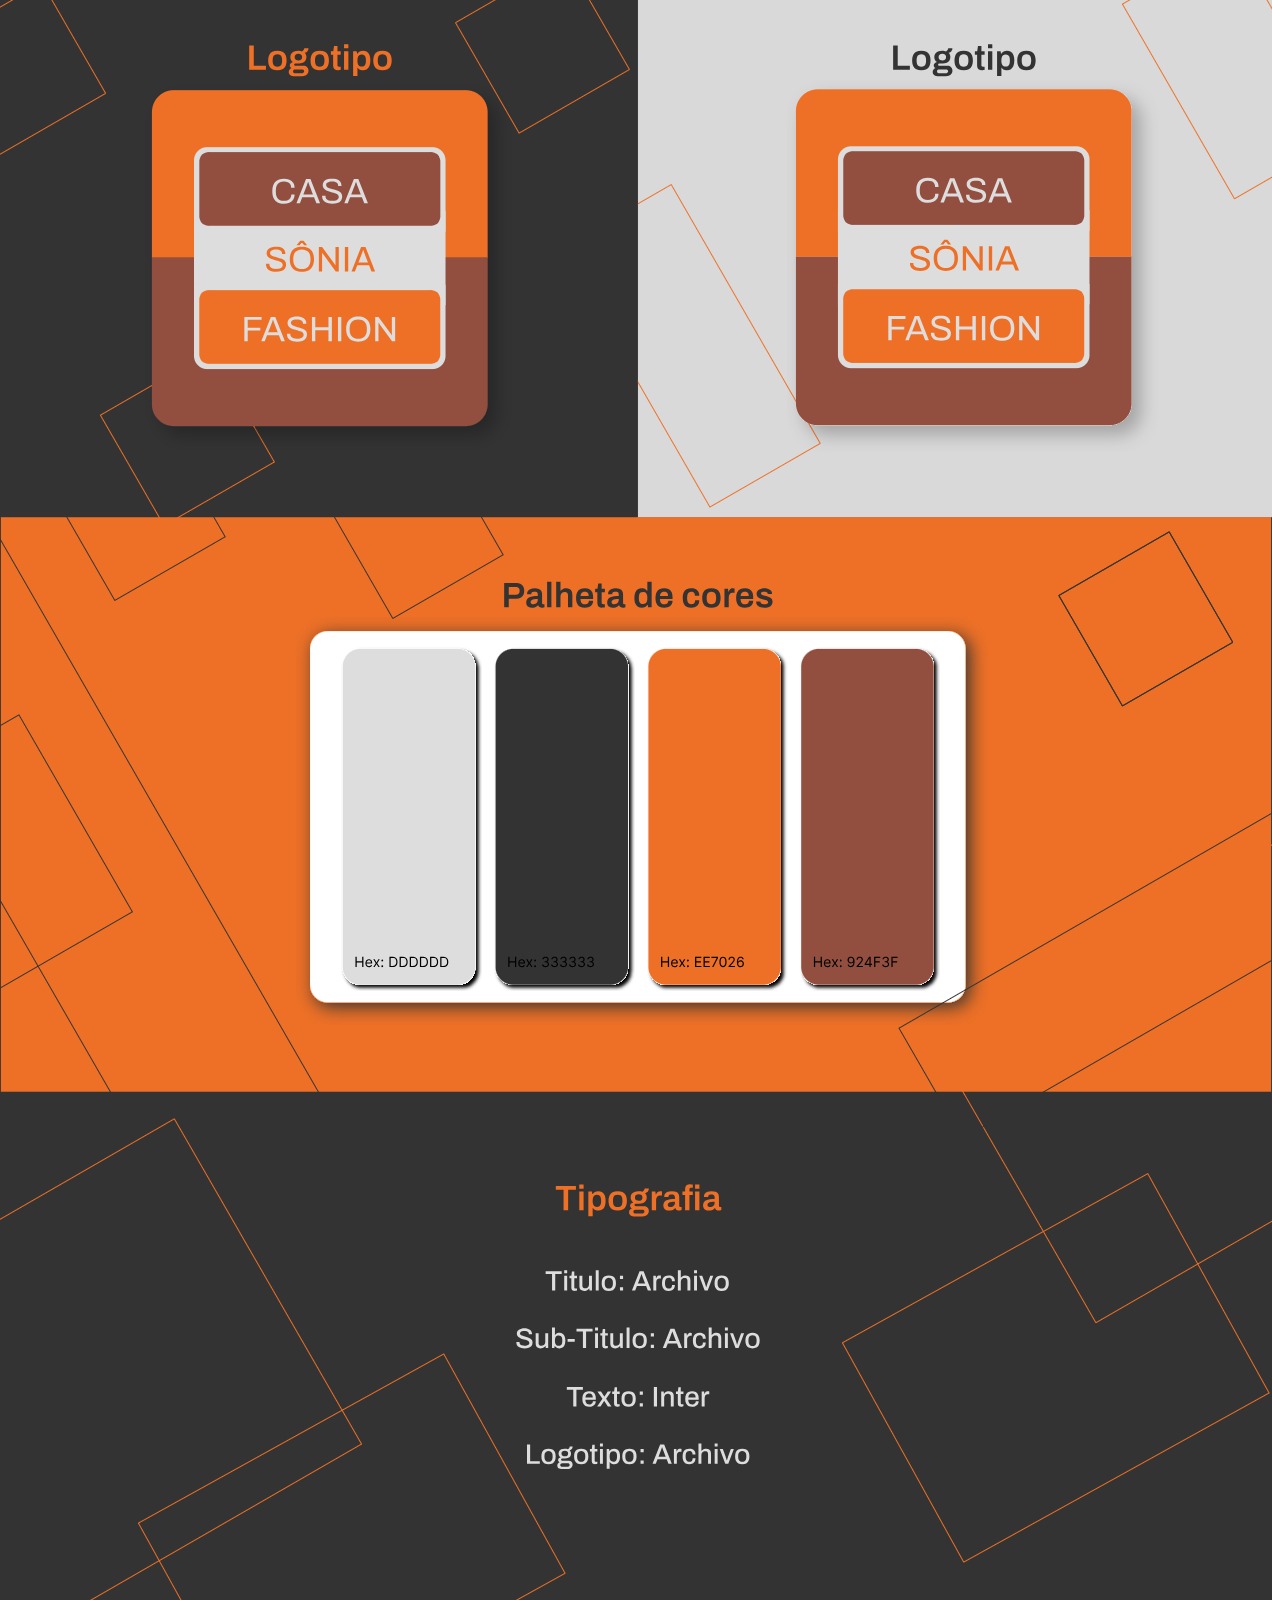 Logotipo
CASA
SÔNIA
FASHION
Logotipo
CASA
SÔNIA
FASHION
Palheta de cores
Hex: DDDDDD
Hex: 333333
Hex: EE7026
Hex: 924F3F
Tipografia
Titulo: Archivo
Sub-Titulo: Archivo
Texto: Inter
Logotipo: Archivo